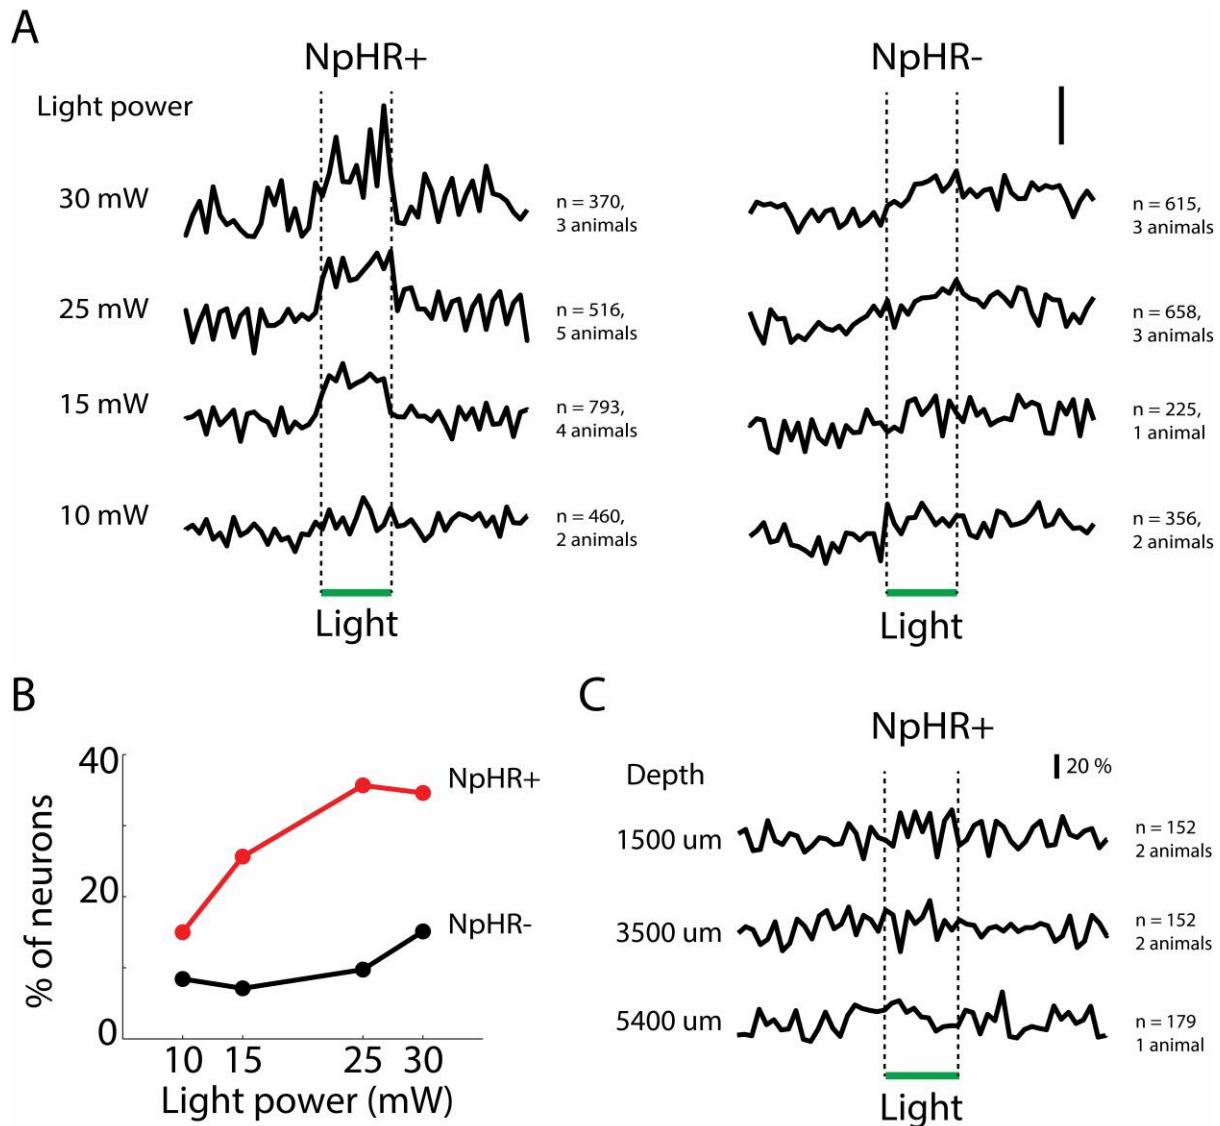 A
NpHR+
NpHR-
Light power
30 mW
n = 370,
3 animals
n = 615,
3 animals
25 mW
n = 516,
5 animals
n = 658,
3 animals
15 mW
n = 793,
4 animals
n = 225,
1 animal
10 mW
n = 460,
2 animals
n = 356,
2 animals
Light
Light
B
% of neurons
40
20
0
NpHR+
NpHR-
10 15 25 30
Light power (mW)
C
NpHR+
Depth
20 %
1500 um
n = 152
2 animals
3500 um
n = 152
2 animals
5400 um
n = 179
1 animal
Light